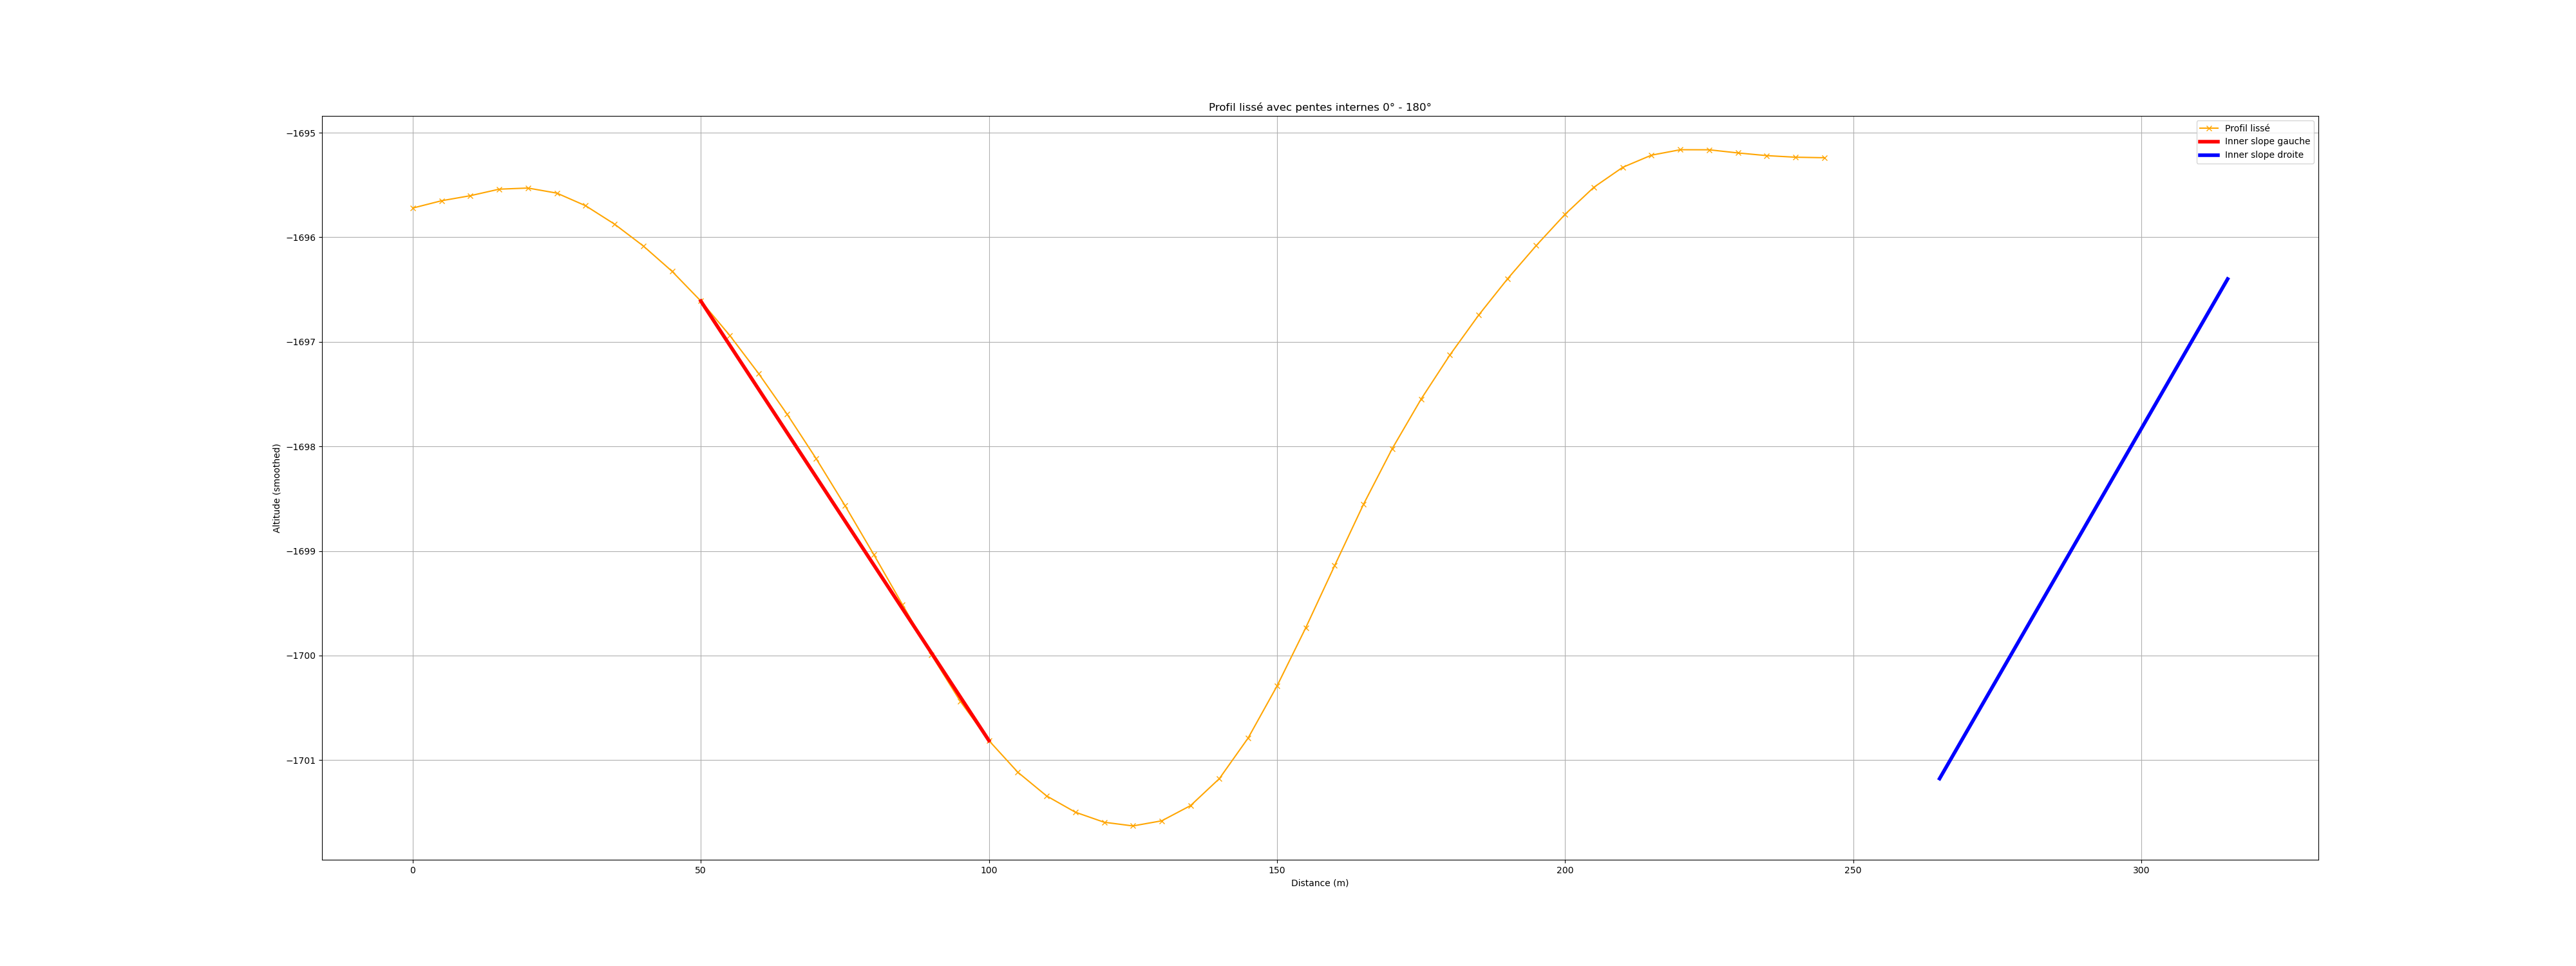 Profil lissé avec pentes internes 0° - 180°
Profil lissé
Inner slope gauche
Inner slope droite
Altitude (smoothed)
−1695
−1696
−1697
−1698
−1699
−1700
−1701
0 50 100 150 200 250 300
Distance (m)